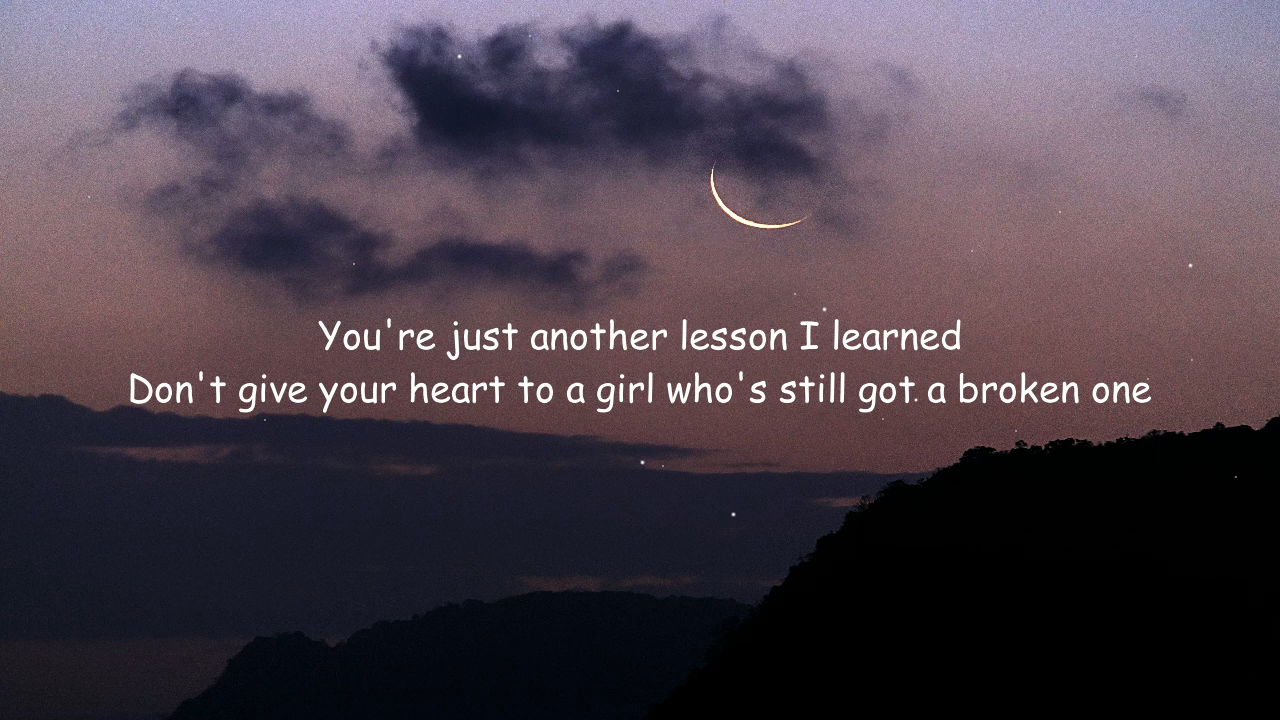 You're just another lesson I learned
Don't give your heart to a girl who's still got a broken one